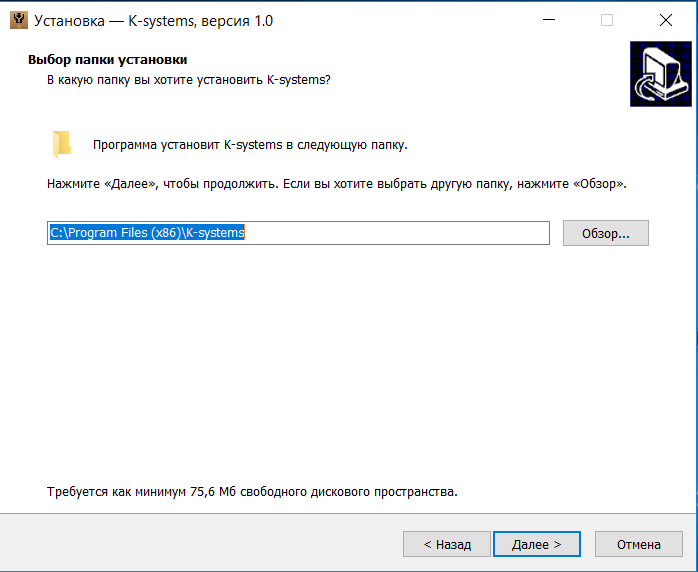 Установка — K-systems, версия 1.0
Выбор папки установки
В какую папку вы хотите установить K-systems?
Программа установит K-systems в следующую папку.
Нажмите «Далее», чтобы продолжить. Если вы хотите выбрать другую папку, нажмите «Обзор».
C:\Program Files (x86)\K-systems
Обзор...
Требуется как минимум 75,6 Мб свободного дискового пространства.
< Назад
Далее >
Отмена